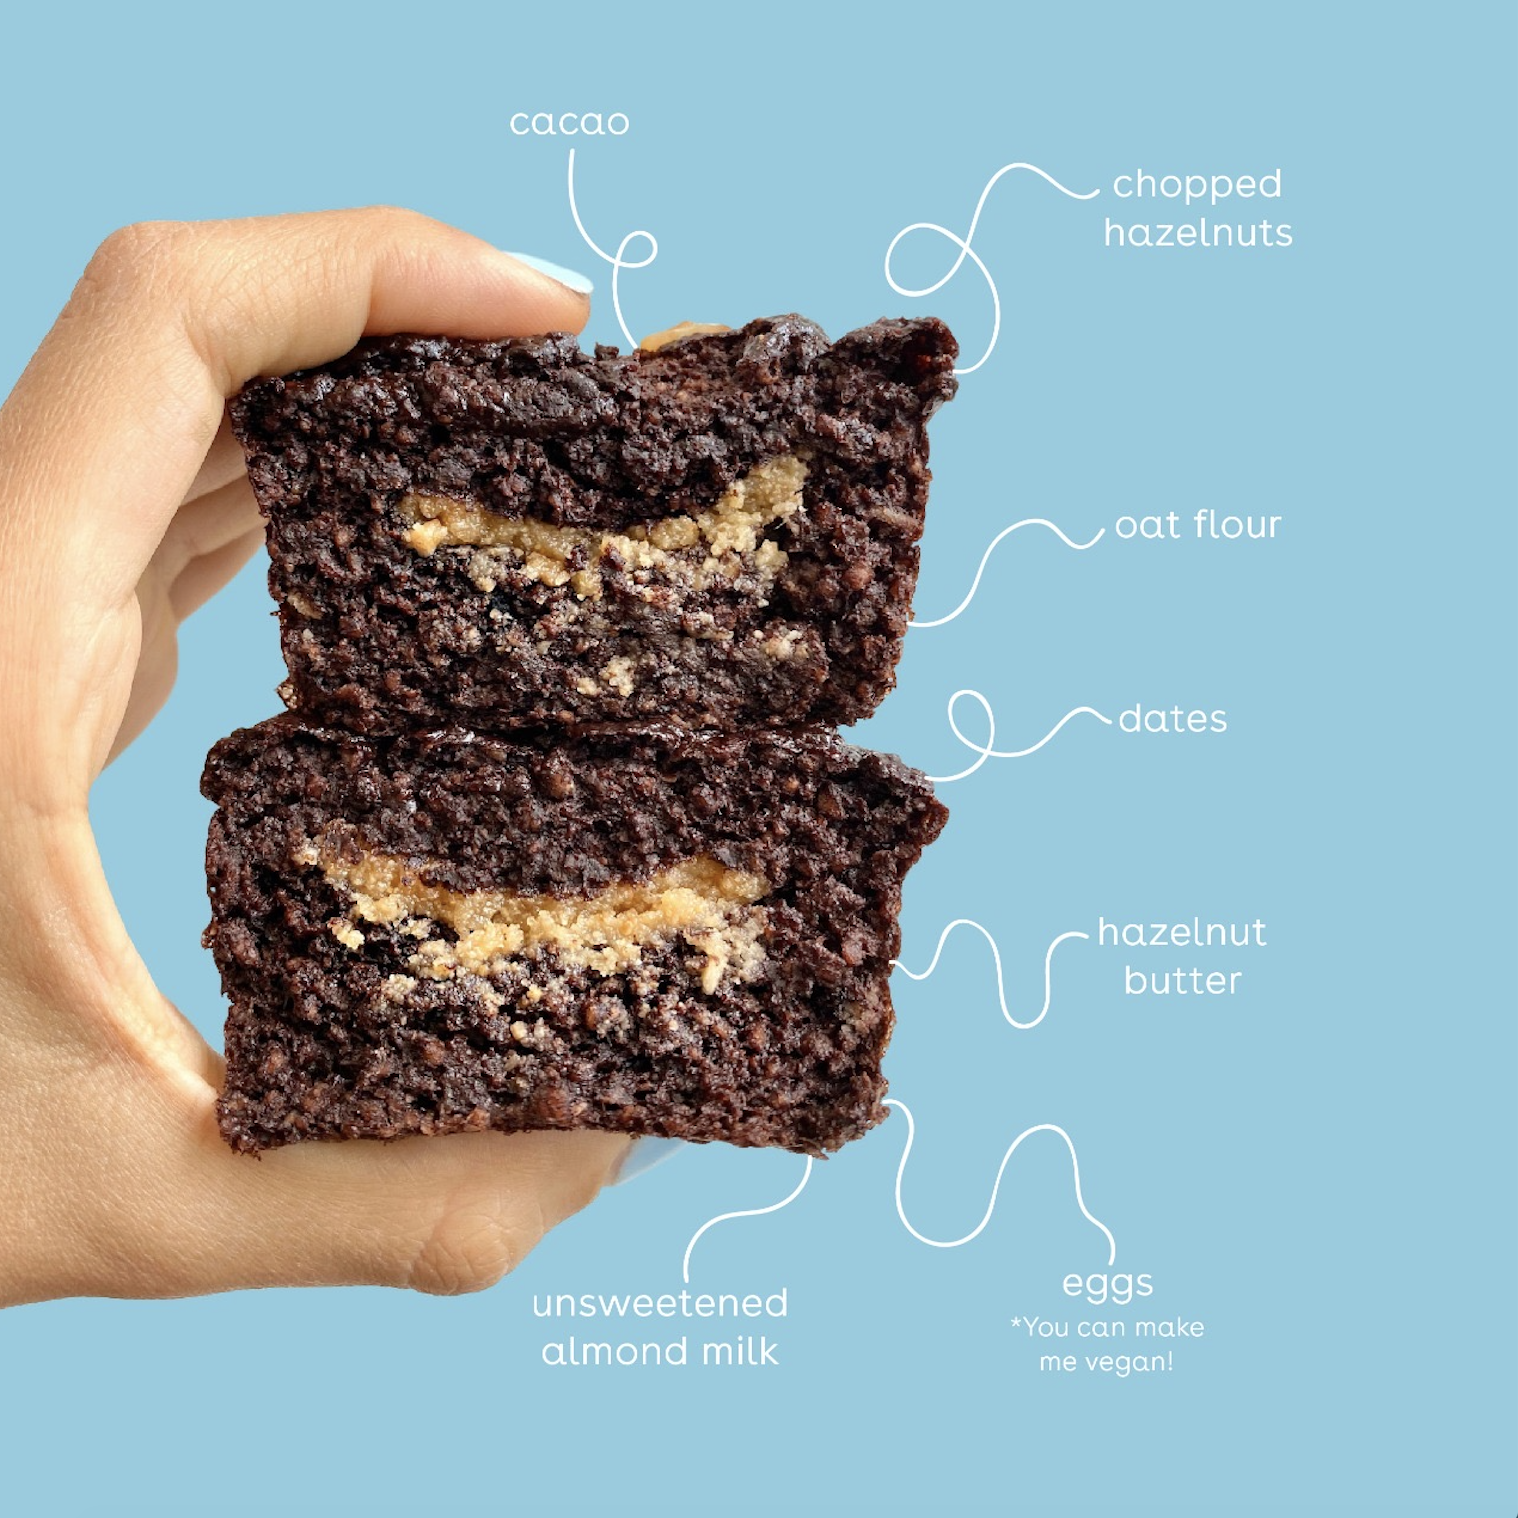 cacao
chopped
hazelnuts
oat flour
dates
hazelnut
butter
eggs
*You can make
me vegan!
unsweetened
almond milk